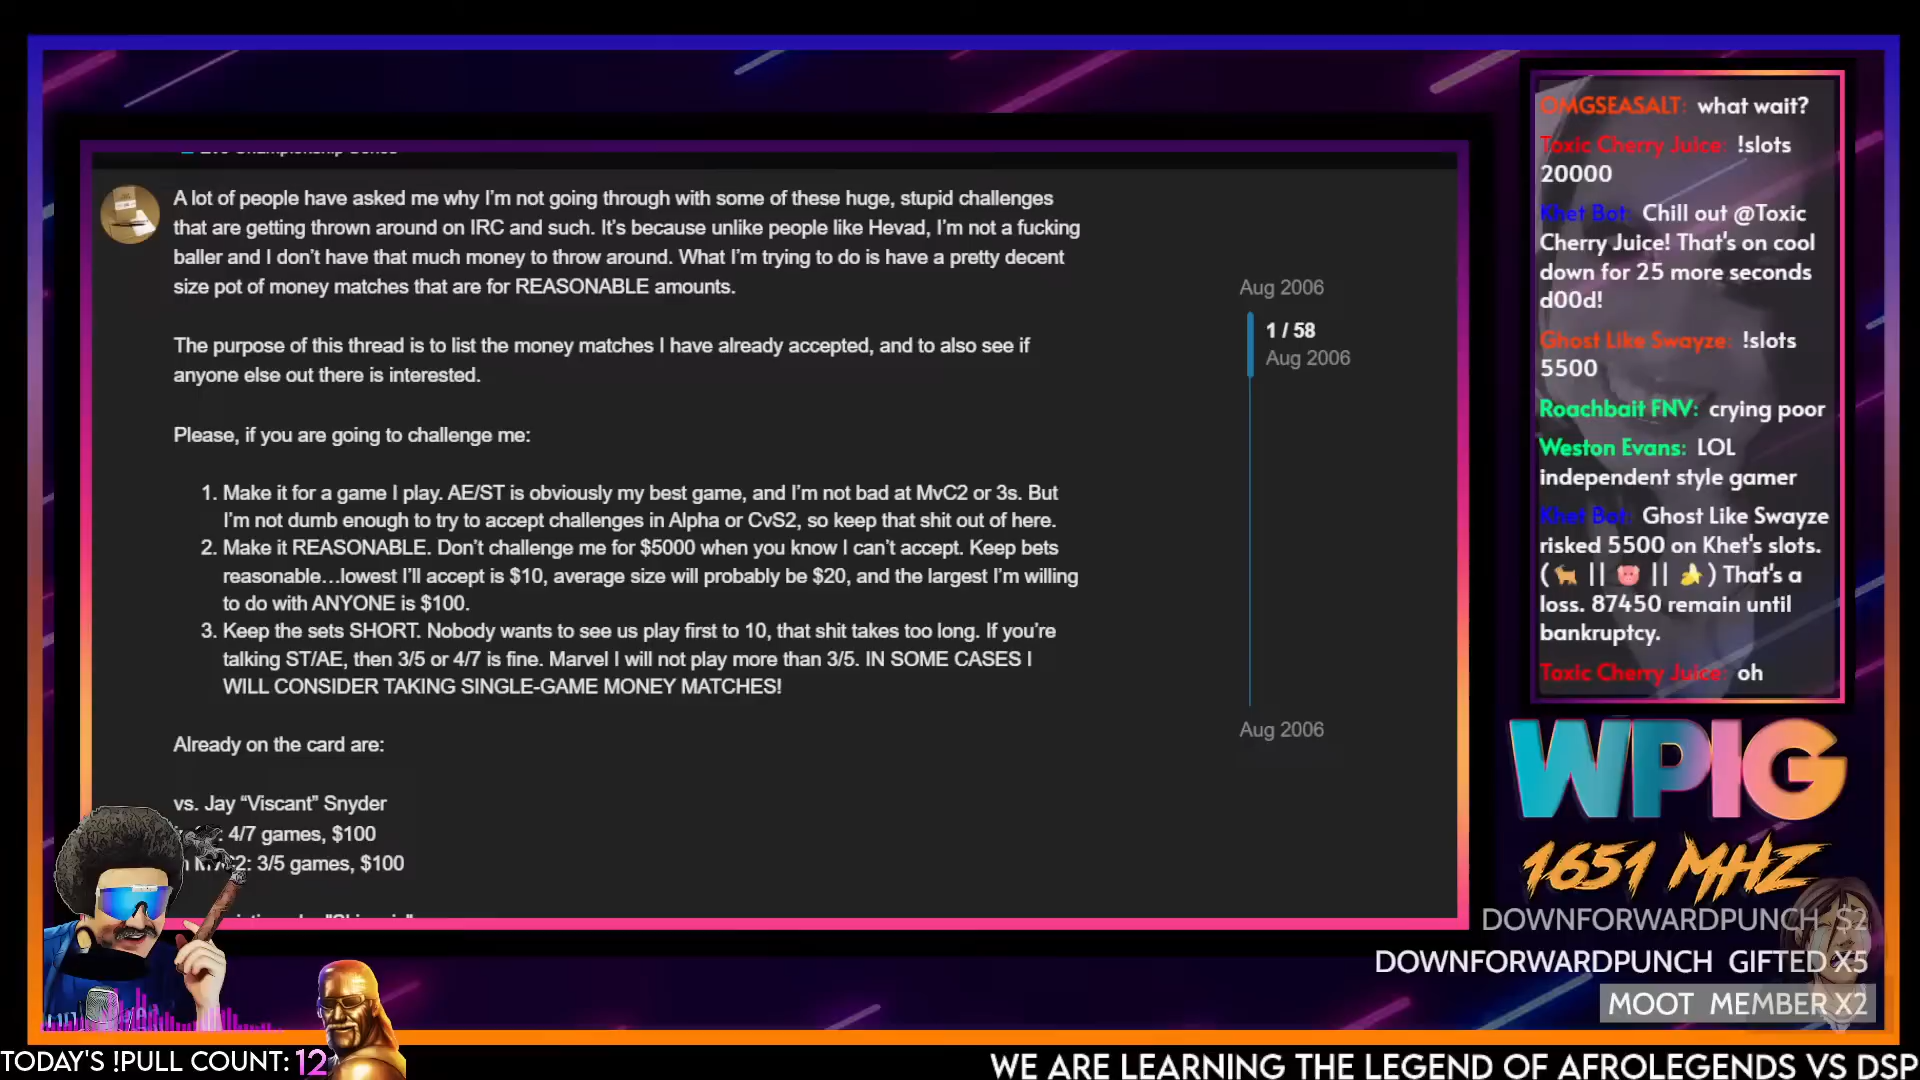 A lot of people have asked me why I’m not going through with some of these huge, stupid challenges
that are getting thrown around on IRC and such. It’s because unlike people like Hevad, I’m not a fucking
baller and I don’t have that much money to throw around. What I’m trying to do is have a pretty decent
size pot of money matches that are for REASONABLE amounts.
The purpose of this thread is to list the money matches I have already accepted, and to also see if
anyone else out there is interested.
Please, if you are going to challenge me:
1. Make it for a game I play. AE/ST is obviously my best game, and I’m not bad at MvC2 or 3s. But
I’m not dumb enough to try to accept challenges in Alpha or CvS2, so keep that shit out of here.
2. Make it REASONABLE. Don’t challenge me for $5000 when you know I can’t accept. Keep bets
reasonable…lowest I’ll accept is $10, average size will probably be $20, and the largest I’m willing
to do with ANYONE is $100.
3. Keep the sets SHORT. Nobody wants to see us play first to 10, that shit takes too long. If you’re
talking ST/AE, then 3/5 or 4/7 is fine. Marvel I will not play more than 3/5. IN SOME CASES I
WILL CONSIDER TAKING SINGLE-GAME MONEY MATCHES!
Already on the card are:
vs. Jay “Viscant” Snyder
4/7 games, $100
3/5 games, $100
Aug 2006
1 / 58
Aug 2006
Aug 2006
OMGSEASALT: what wait?
Toxic Cherry Juice: !slots
20000
Khet Bot: Chill out @Toxic
Cherry Juice! That's on cool
down for 25 more seconds
d00d!
Ghost Like Swayze: !slots
5500
Roachbait FNV: crying poor
Weston Evans: LOL
independent style gamer
Khet Bot: Ghost Like Swayze
risked 5500 on Khet's slots.
( 🐕 || 🐷 || 🍌 ) That's a
loss. 87450 remain until
bankruptcy.
Toxic Cherry Juice: oh
WPIG
1651 MHZ
DOWNFORWARDPUNCH $2
DOWNFORWARDPUNCH GIFTED X5
MOOT MEMBER X2
TODAY'S !PULL COUNT: 12
WE ARE LEARNING THE LEGEND OF AFROLEGENDS VS DSP